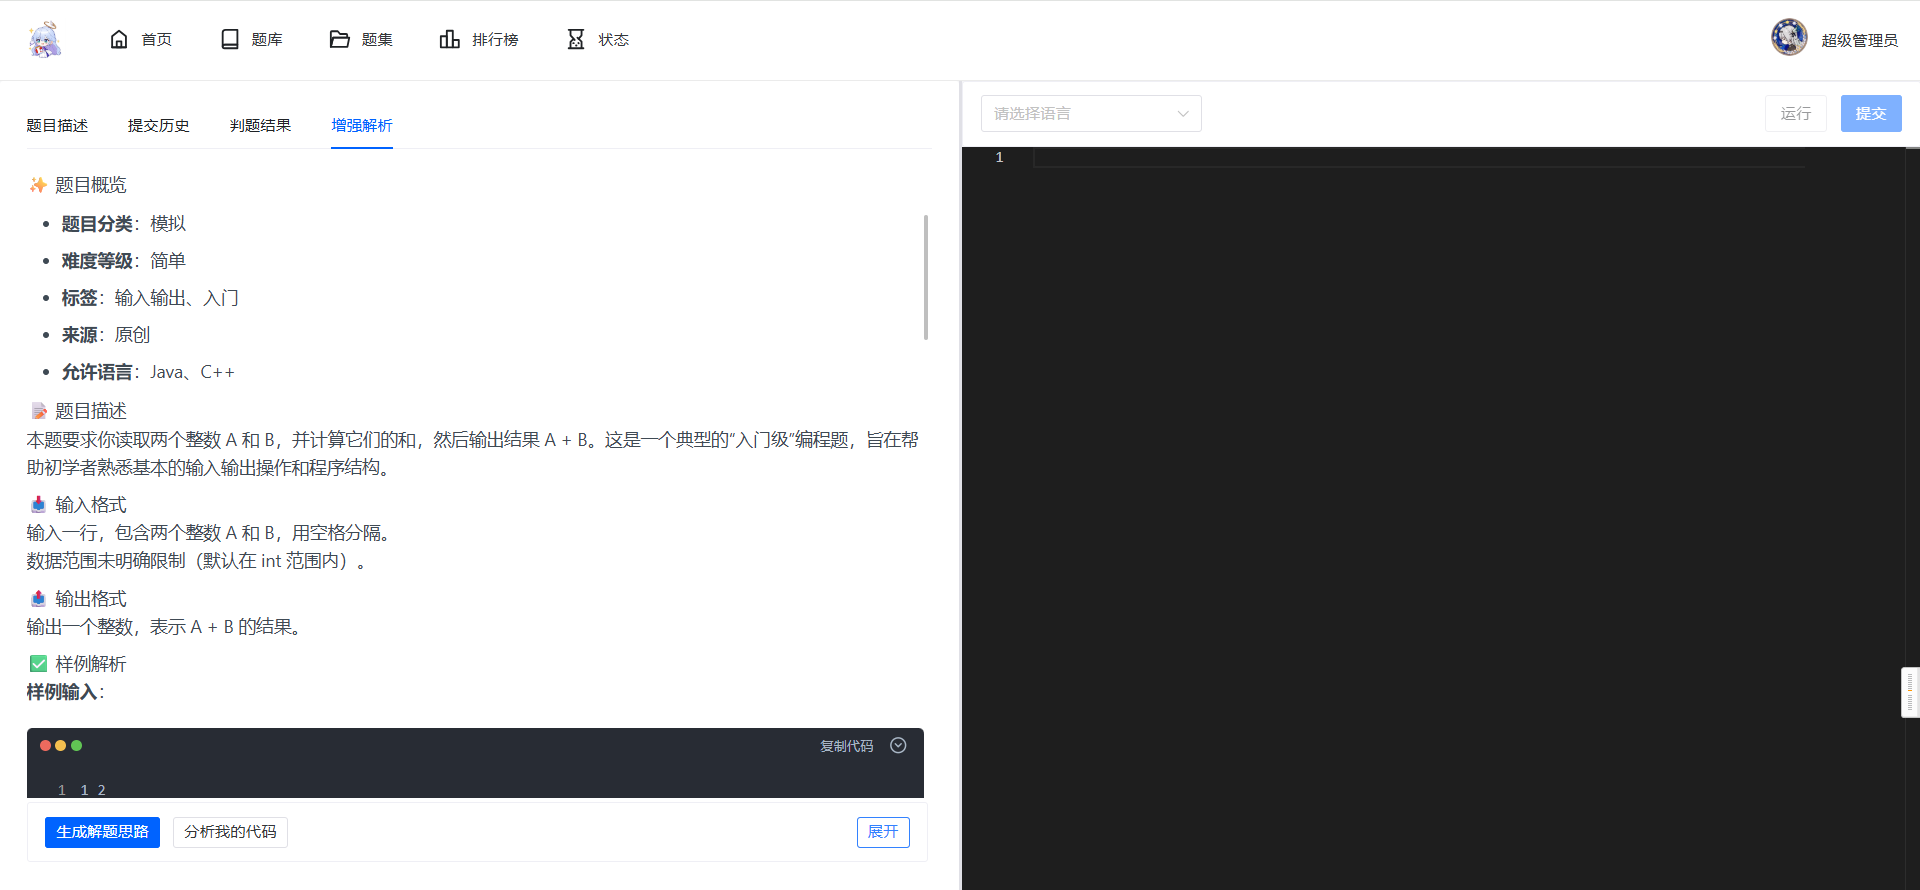 首页 题库 题集 排行榜 状态 超级管理员
题目描述 提交历史 判题结果 增强解析
请选择语言 运行 提交
1
✨ 题目概览
• 题目分类：模拟
• 难度等级：简单
• 标签：输入输出、入门
• 来源：原创
• 允许语言：Java、C++
📝 题目描述
本题要求你读取两个整数 A 和 B，并计算它们的和，然后输出结果 A + B。这是一个典型的“入门级”编程题，旨在帮
助初学者熟悉基本的输入输出操作和程序结构。
📥 输入格式
输入一行，包含两个整数 A 和 B，用空格分隔。
数据范围未明确限制（默认在 int 范围内）。
📤 输出格式
输出一个整数，表示 A + B 的结果。
✅ 样例解析
样例输入：
复制代码
1 1 2
生成解题思路 分析我的代码 展开